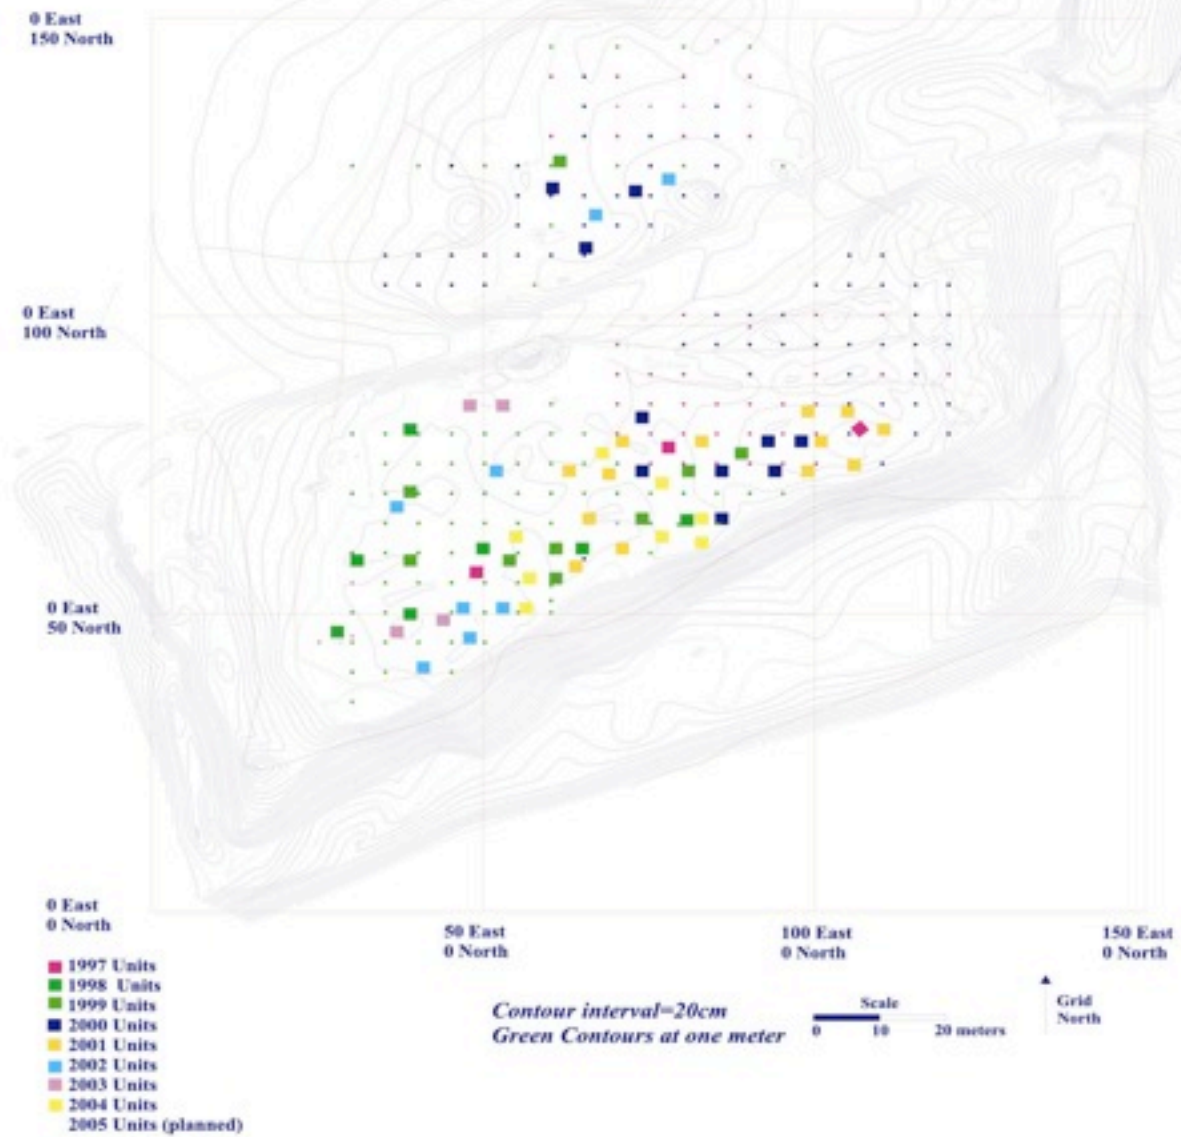 0 East
150 North
0 East
100 North
0 East
50 North
0 East
0 North
50 East
0 North
100 East
0 North
150 East
0 North
1997 Units
1998 Units
1999 Units
2000 Units
2001 Units
2002 Units
2003 Units
2004 Units
2005 Units (planned)
Contour interval=20cm
Green Contours at one meter
Scale
0 10 20 meters
Grid
North